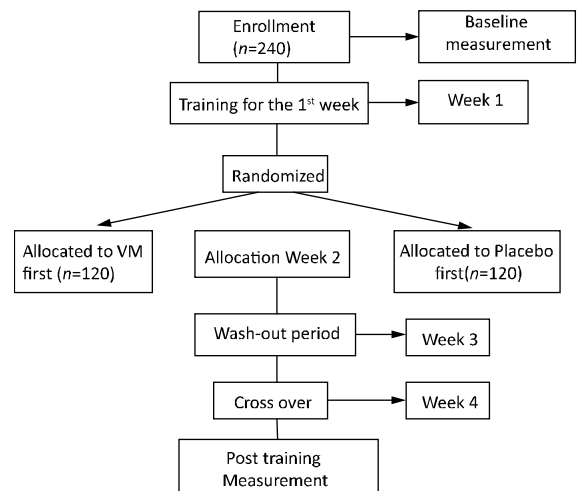 Enrollment
(n=240)
Baseline
measurement
Training for the 1st week
Week 1
Randomized
Allocated to VM
first (n=120)
Allocation Week 2
Allocated to Placebo
first(n=120)
Wash-out period
Week 3
Cross over
Week 4
Post training
Measurement